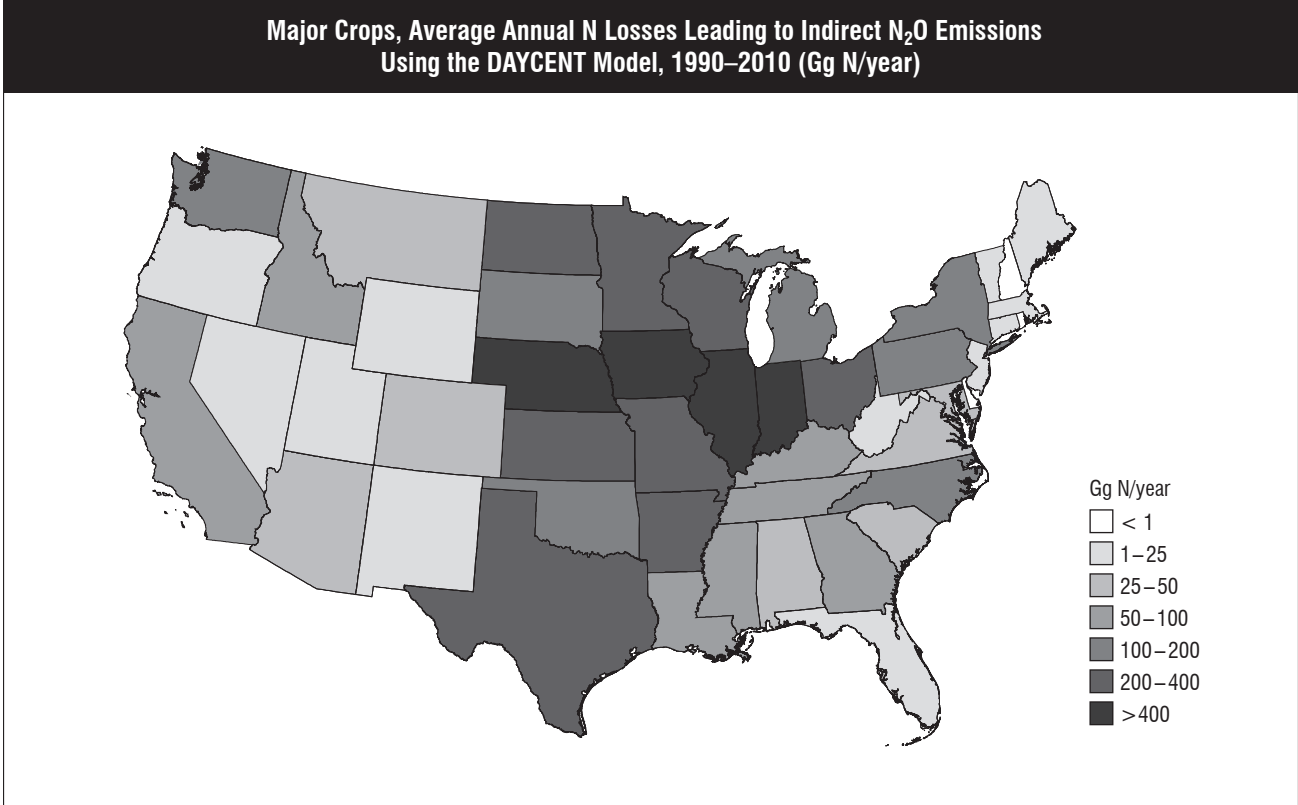 Major Crops, Average Annual N Losses Leading to Indirect N₂O Emissions
Using the DAYCENT Model, 1990–2010 (Gg N/year)
Gg N/year
< 1
1–25
25–50
50–100
100–200
200–400
>400